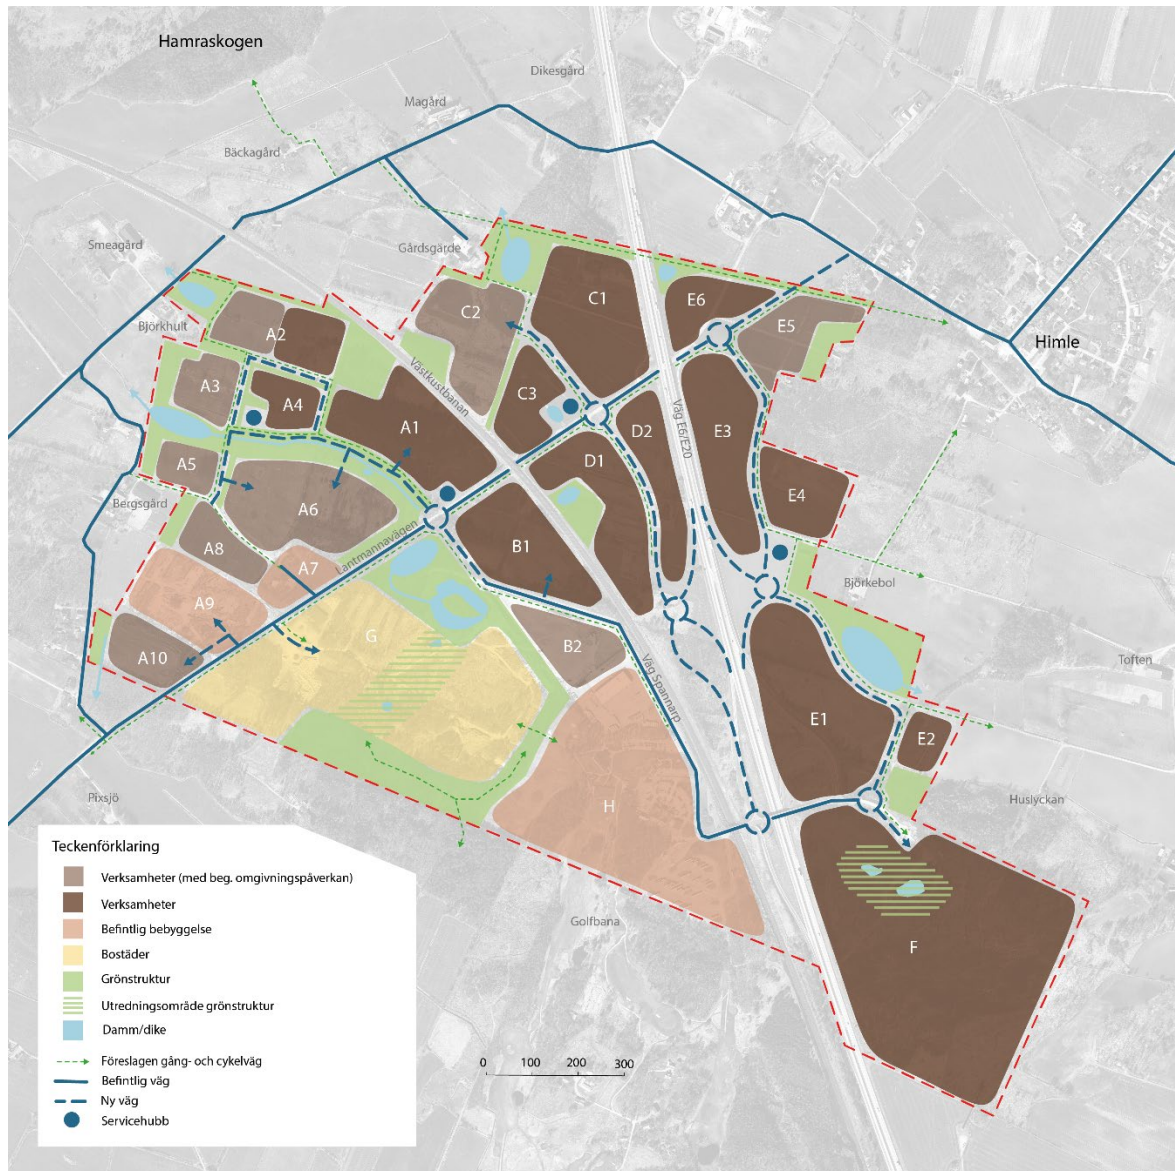 Hamraskogen
Dikesgård
Magård
Bäckagård
Smeagård
Gårdsgärde
C1
E6
C2
E5
Björkhult
A2
Himle
Västkustbanan
A3
A4
C3
Väg E6/E20
A1
D2
E3
D1
A5
E4
Bergsgård
A6
Lantmannavägen
B1
A8
A7
Björkebol
A9
G
B2
A10
Väg Spannarp
Toften
E1
E2
Pixsjö
H
Huslyckan
Golfbana
F
0 100 200 300
Teckenförklaring
Verksamheter (med beg. omgivningspåverkan)
Verksamheter
Befintlig bebyggelse
Bostäder
Grönstruktur
Utredningsområde grönstruktur
Damm/dike
Föreslagen gång- och cykelväg
Befintlig väg
Ny väg
Servicehubb